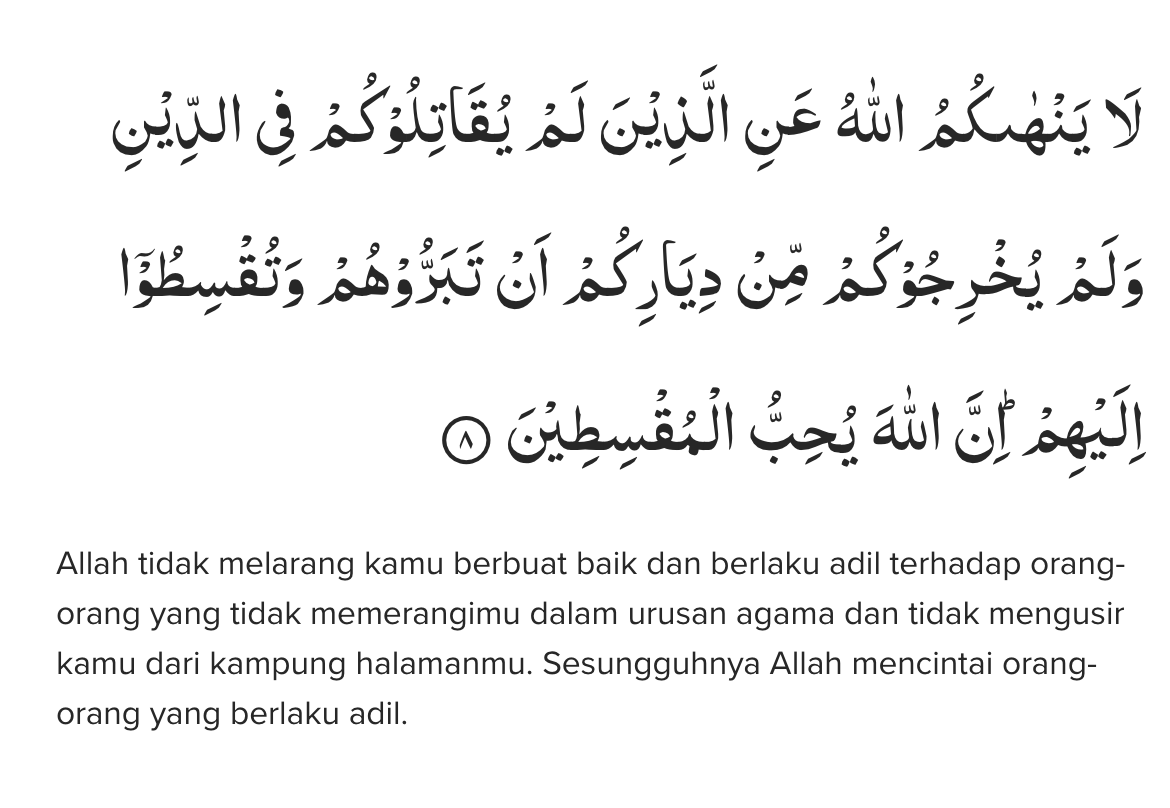 لَا يَنْهٰىكُمُ اللّٰهُ عَنِ الَّذِيْنَ لَمْ يُقَاتِلُوْكُمْ فِى الدِّيْنِ
وَلَمْ يُخْرِجُوْكُمْ مِّنْ دِيَارِكُمْ اَنْ تَبَرُّوْهُمْ وَتُقْسِطُوْٓا
اِلَيْهِمْۗ اِنَّ اللّٰهَ يُحِبُّ الْمُقْسِطِيْنَ ٨
Allah tidak melarang kamu berbuat baik dan berlaku adil terhadap orang-
orang yang tidak memerangimu dalam urusan agama dan tidak mengusir
kamu dari kampung halamanmu. Sesungguhnya Allah mencintai orang-
orang yang berlaku adil.